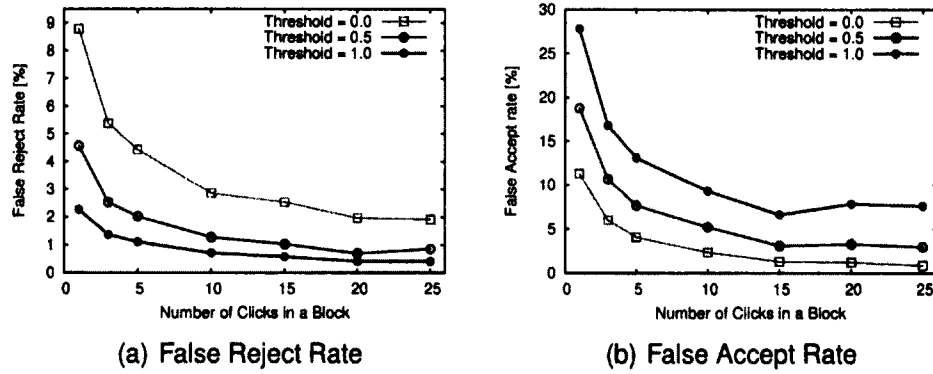 9
8
7
6
5
4
3
2
1
0
False Reject Rate [%]
Threshold = 0.0
Threshold = 0.5
Threshold = 1.0
0 5 10 15 20 25
Number of Clicks in a Block
(a) False Reject Rate
30
25
20
15
10
5
0
False Accept rate [%]
Threshold = 0.0
Threshold = 0.5
Threshold = 1.0
0 5 10 15 20 25
Number of Clicks in a Block
(b) False Accept Rate